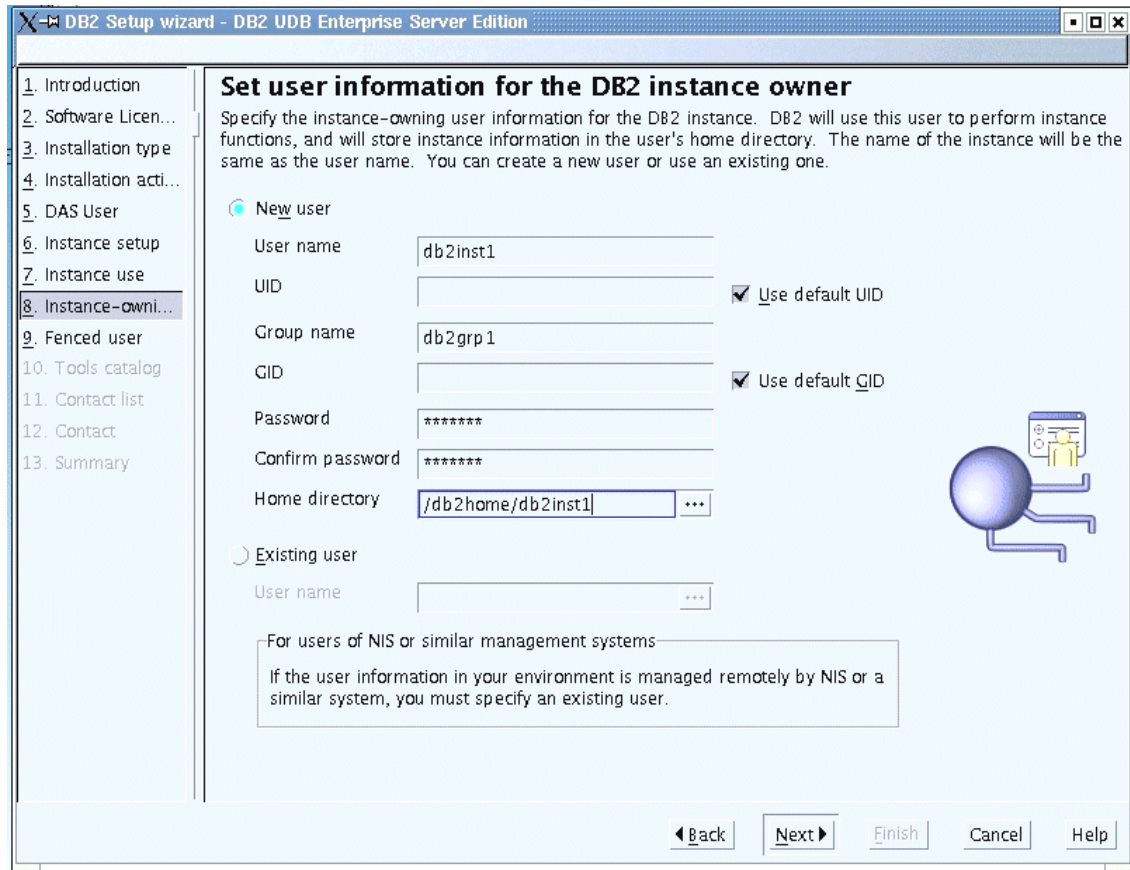 DB2 Setup wizard - DB2 UDB Enterprise Server Edition
1. Introduction
2. Software Licen...
3. Installation type
4. Installation acti...
5. DAS User
6. Instance setup
7. Instance use
8. Instance-owni...
9. Fenced user
10. Tools catalog
11. Contact list
12. Contact
13. Summary
Set user information for the DB2 instance owner
Specify the instance-owning user information for the DB2 instance. DB2 will use this user to perform instance
functions, and will store instance information in the user's home directory. The name of the instance will be the
same as the user name. You can create a new user or use an existing one.
New user
User name db2inst1
UID Use default UID
Group name db2grp1
GID Use default GID
Password *******
Confirm password *******
Home directory /db2home/db2inst1 ...
Existing user
User name ...
For users of NIS or similar management systems
If the user information in your environment is managed remotely by NIS or a
similar system, you must specify an existing user.
Back Next Finish Cancel Help